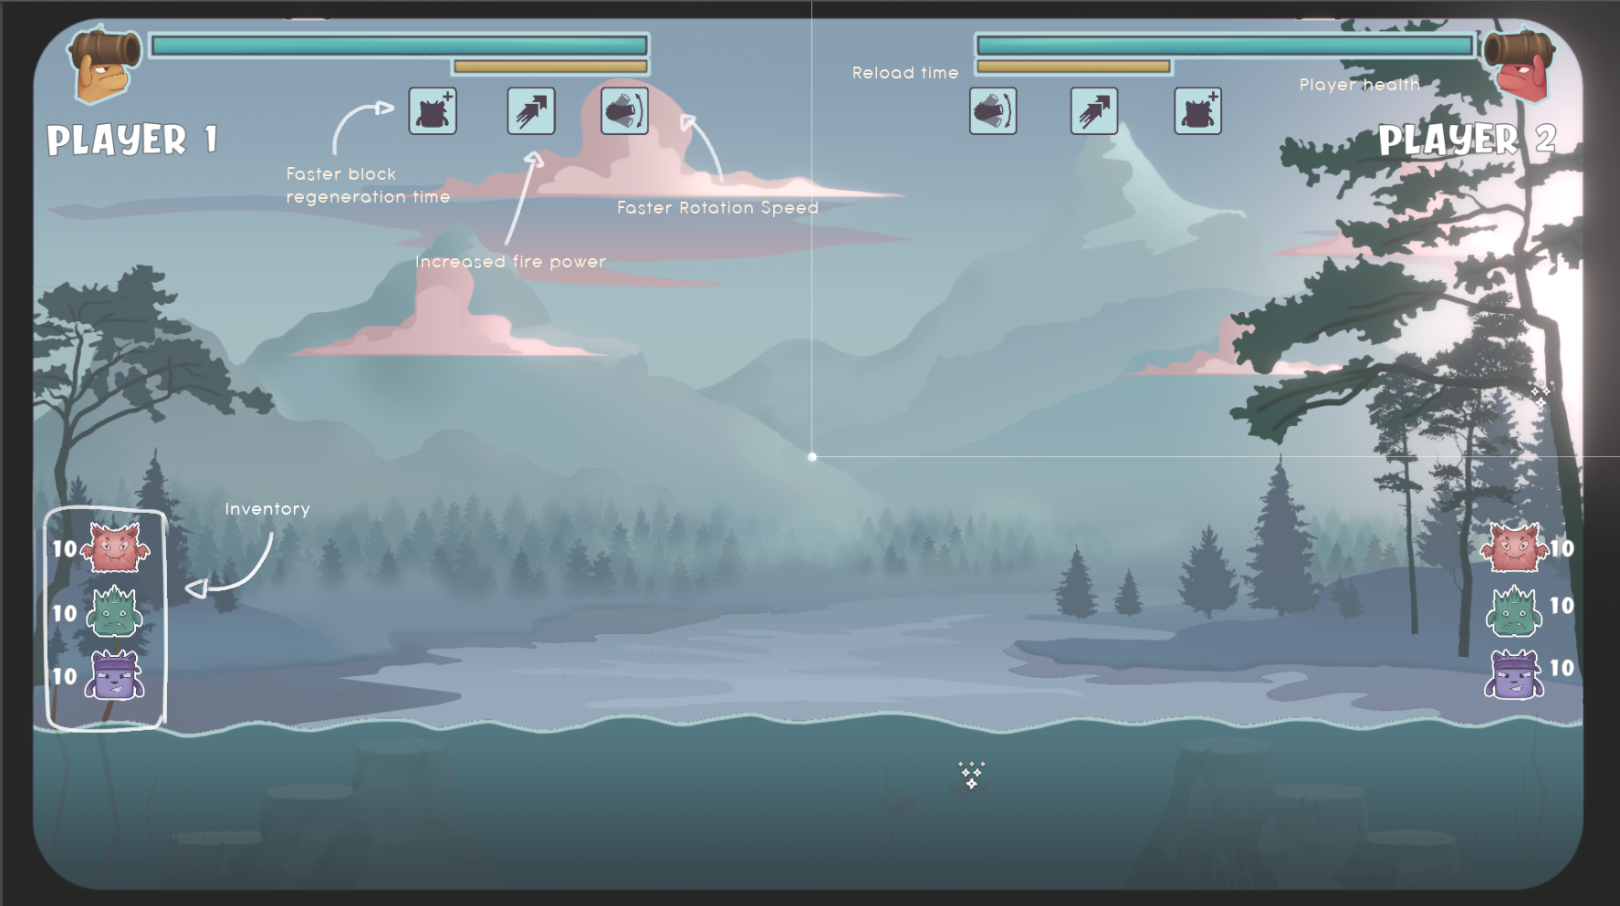 Reload time
Player health
PLAYER 1
PLAYER 2
Faster block
regeneration time
Faster Rotation Speed
Increased fire power
Inventory
10
10
10
10
10
10